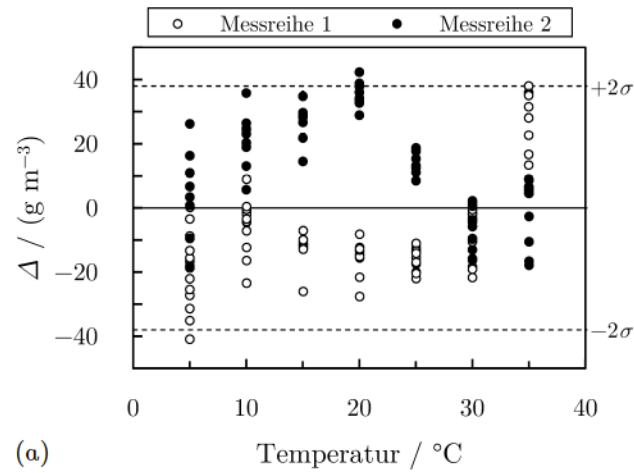 Messreihe 1 Messreihe 2
40
+2σ
20
0
−20
−40
−2σ
Δ / (g m⁻³)
0 10 20 30 40
(a) Temperatur / °C